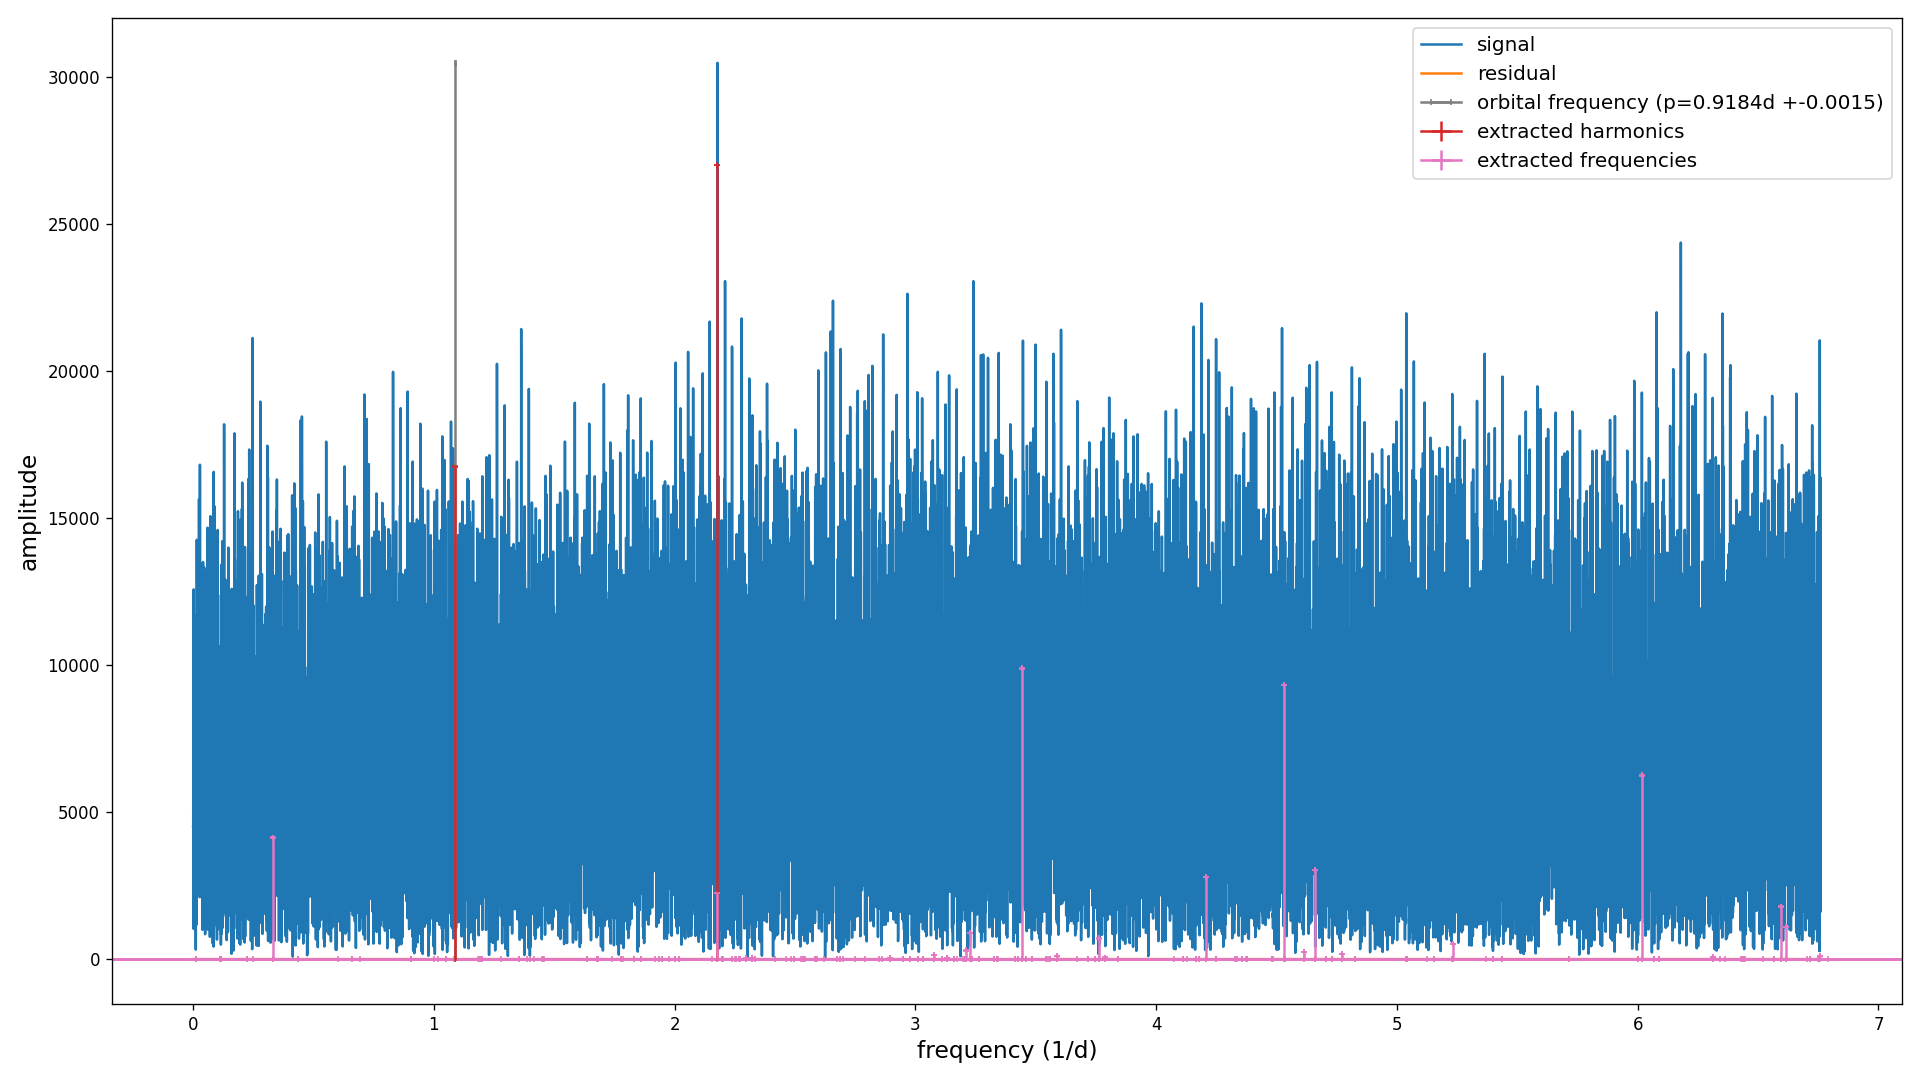 signal
residual
orbital frequency (p=0.9184d +-0.0015)
extracted harmonics
extracted frequencies
30000
25000
20000
15000
10000
5000
0
amplitude
0 1 2 3 4 5 6 7
frequency (1/d)